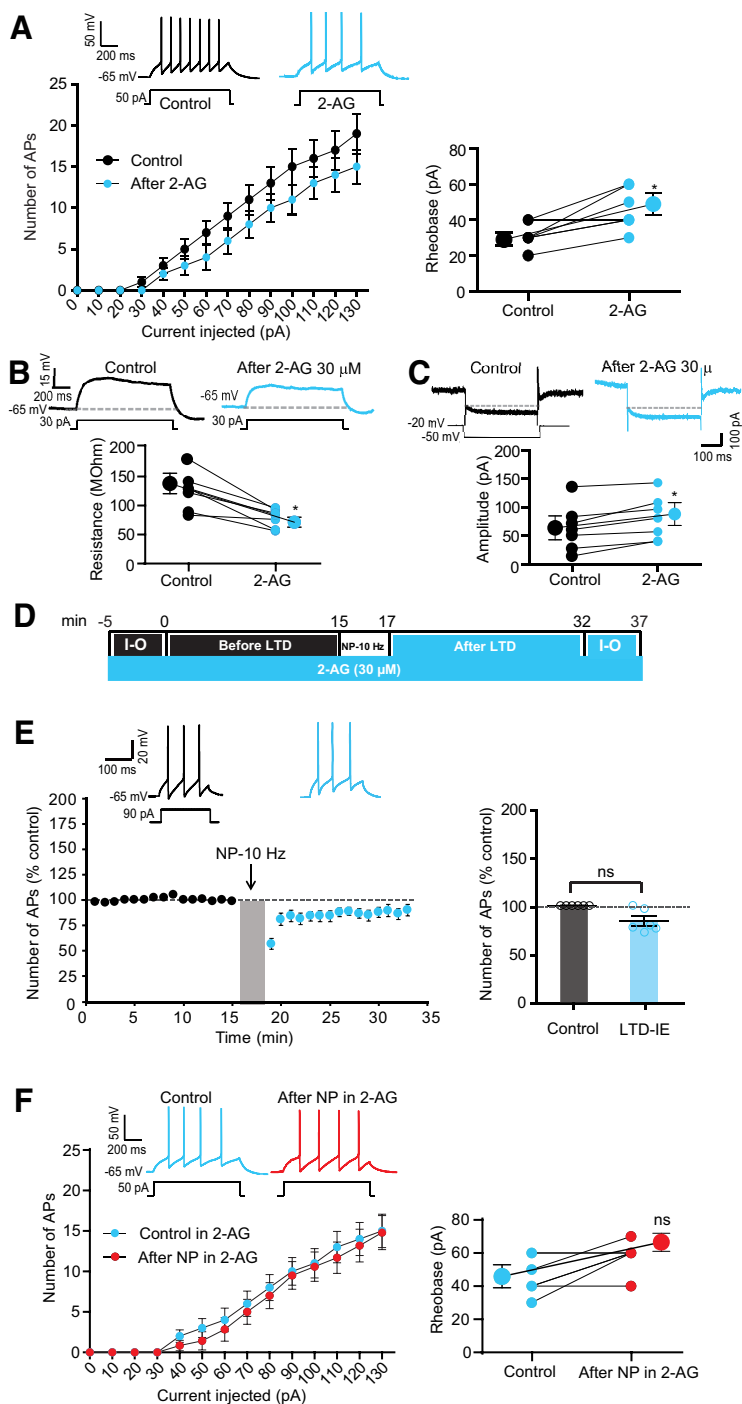 A
50 mV
200 ms
-65 mV
50 pA
Control
2-AG
Number of APs
25
20
15
10
5
0
Control
After 2-AG
0 10 20 30 40 50 60 70 80 90 100 110 120 130
Current injected (pA)
Rheobase (pA)
80
60
40
20
0
Control 2-AG
B
15 mV
200 ms
-65 mV
30 pA
Control
After 2-AG 30 µM
-65 mV
30 pA
Resistance (MOhm)
200
150
100
50
0
Control 2-AG
*
*
C
Control
After 2-AG 30 µ
-20 mV
-50 mV
100 pA
100 ms
Amplitude (pA)
200
150
100
50
0
Control 2-AG
*
D
min -5 0 15 17 32 37
I-O Before LTD NP-10 Hz After LTD I-O
2-AG (30 µM)
E
20 mV
100 ms
-65 mV
90 pA
Number of APs (% control)
200
175
150
125
100
75
50
25
0
NP-10 Hz
0 5 10 15 20 25 30 35
Time (min)
Number of APs (% control)
200
150
100
50
0
ns
Control LTD-IE
F
50 mV
200 ms
-65 mV
50 pA
Control
After NP in 2-AG
Number of APs
25
20
15
10
5
0
Control in 2-AG
After NP in 2-AG
0 10 20 30 40 50 60 70 80 90 100 110 120 130
Current injected (pA)
Rheobase (pA)
80
60
40
20
0
ns
Control After NP in 2-AG